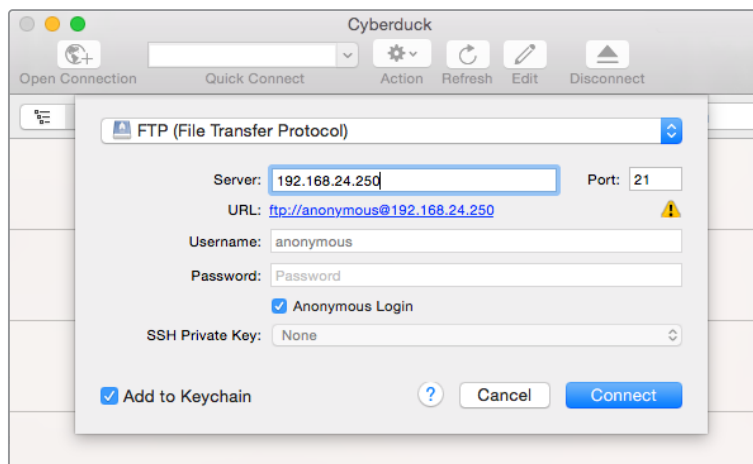 Cyberduck
Open Connection Quick Connect Action Refresh Edit Disconnect
FTP (File Transfer Protocol)
Server: 192.168.24.250 Port: 21
URL: ftp://anonymous@192.168.24.250
Username: anonymous
Password: Password
Anonymous Login
SSH Private Key: None
Add to Keychain ? Cancel Connect